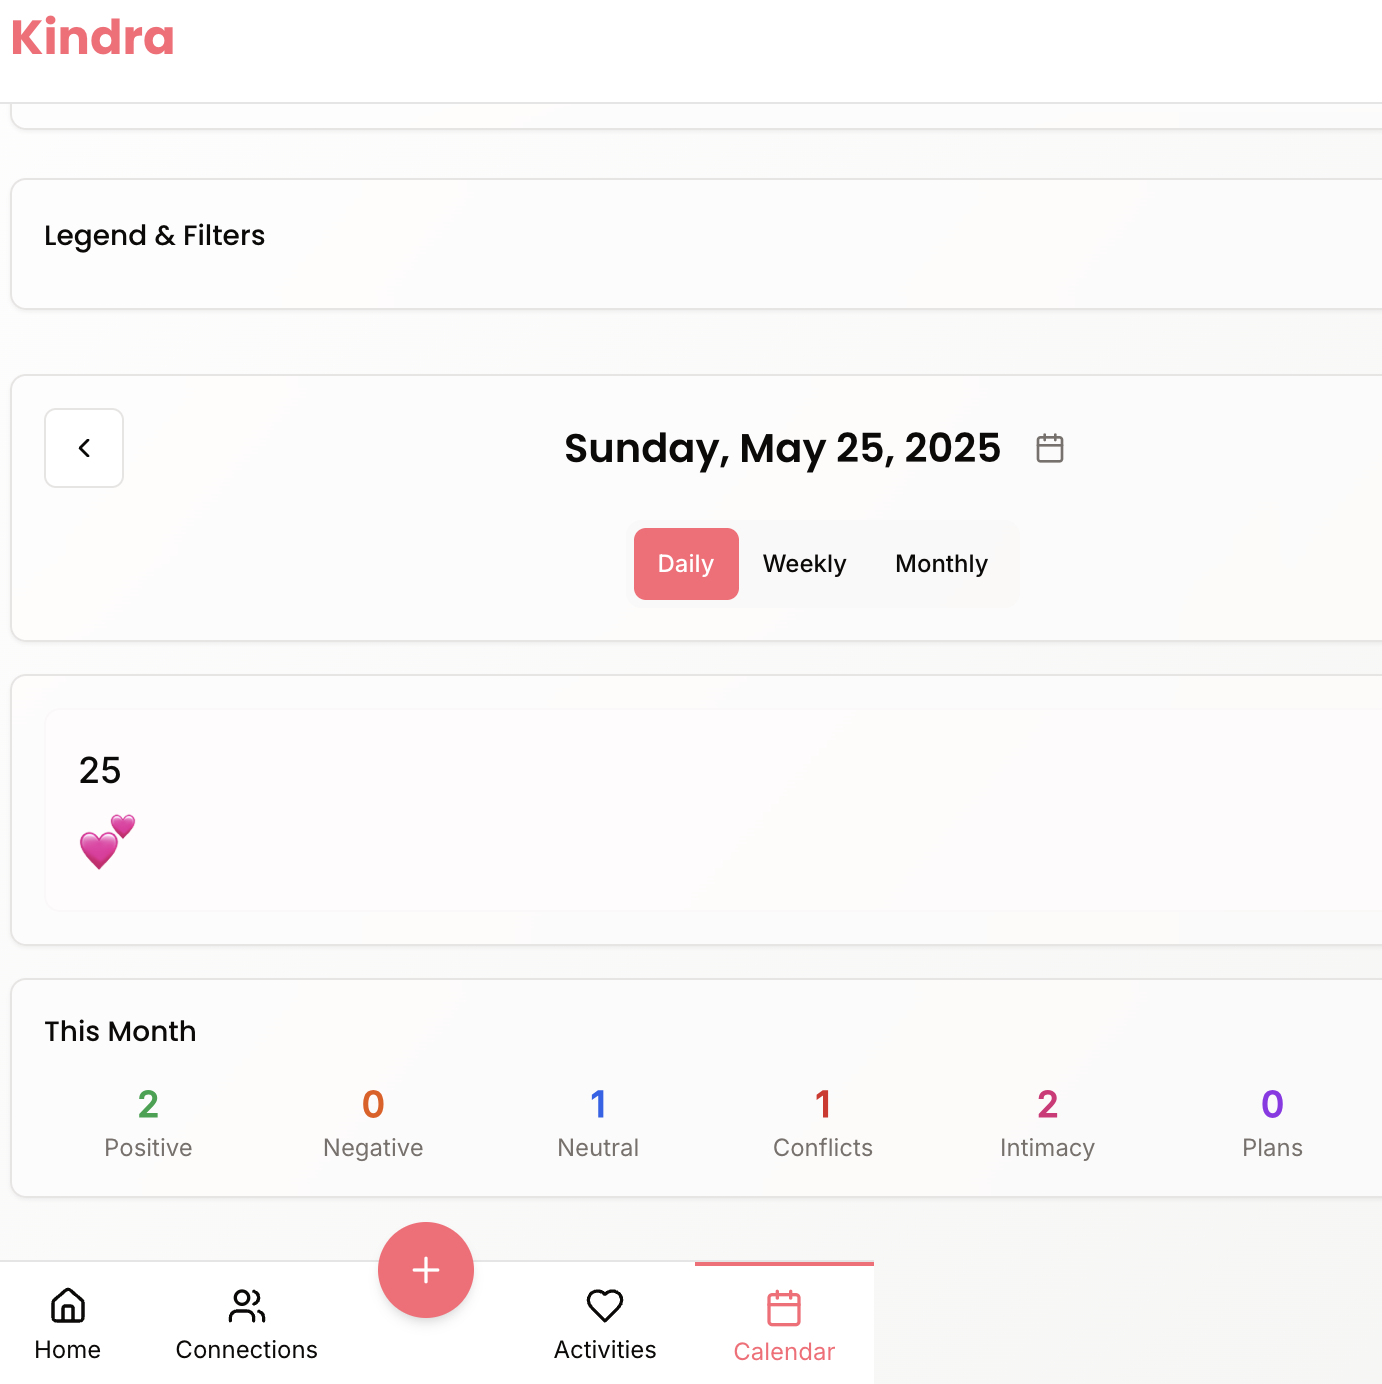 Kindra
Legend & Filters
Sunday, May 25, 2025
Daily Weekly Monthly
25
This Month
2 0 1 1 2 0
Positive Negative Neutral Conflicts Intimacy Plans
Home Connections Activities Calendar